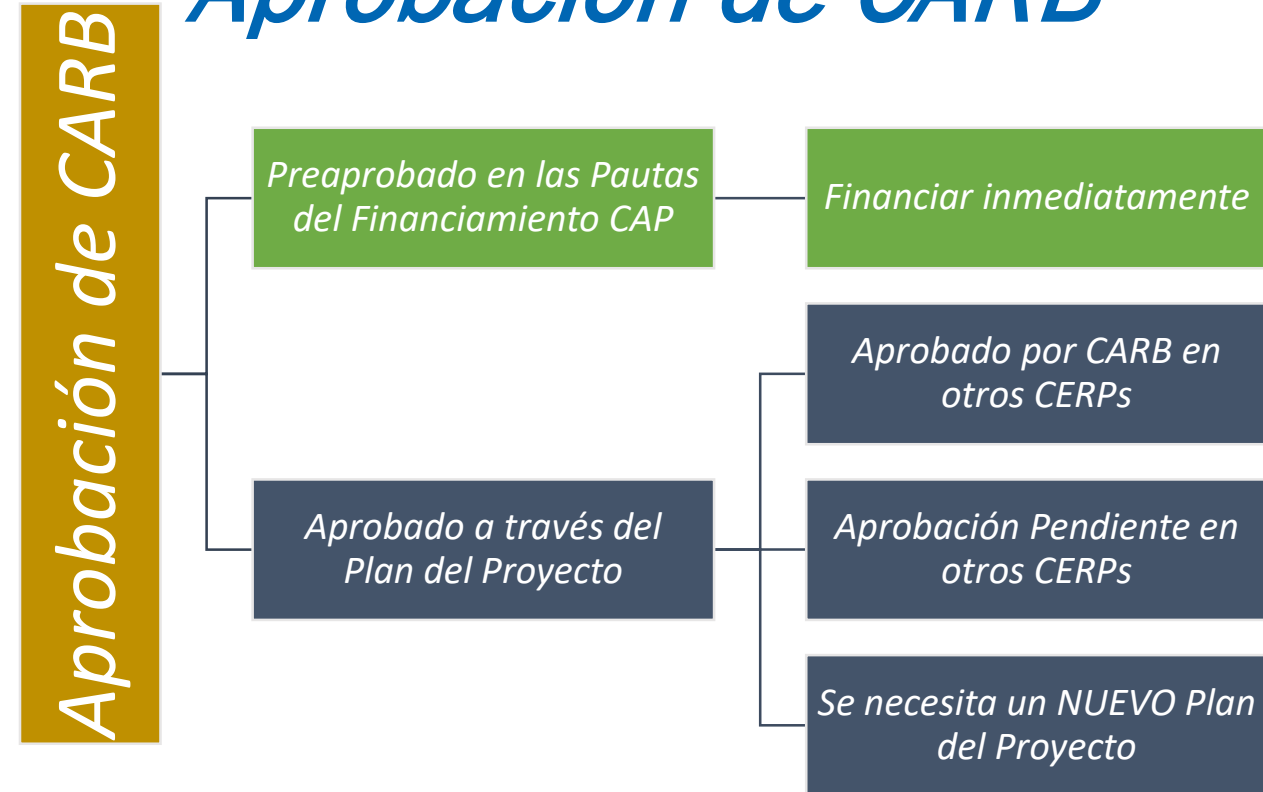 Aprobación de CARB
Aprobación de CARB
Preaprobado en las Pautas
del Financiamiento CAP
Financiar inmediatamente
Aprobado por CARB en
otros CERPs
Aprobado a través del
Plan del Proyecto
Aprobación Pendiente en
otros CERPs
Se necesita un NUEVO Plan
del Proyecto